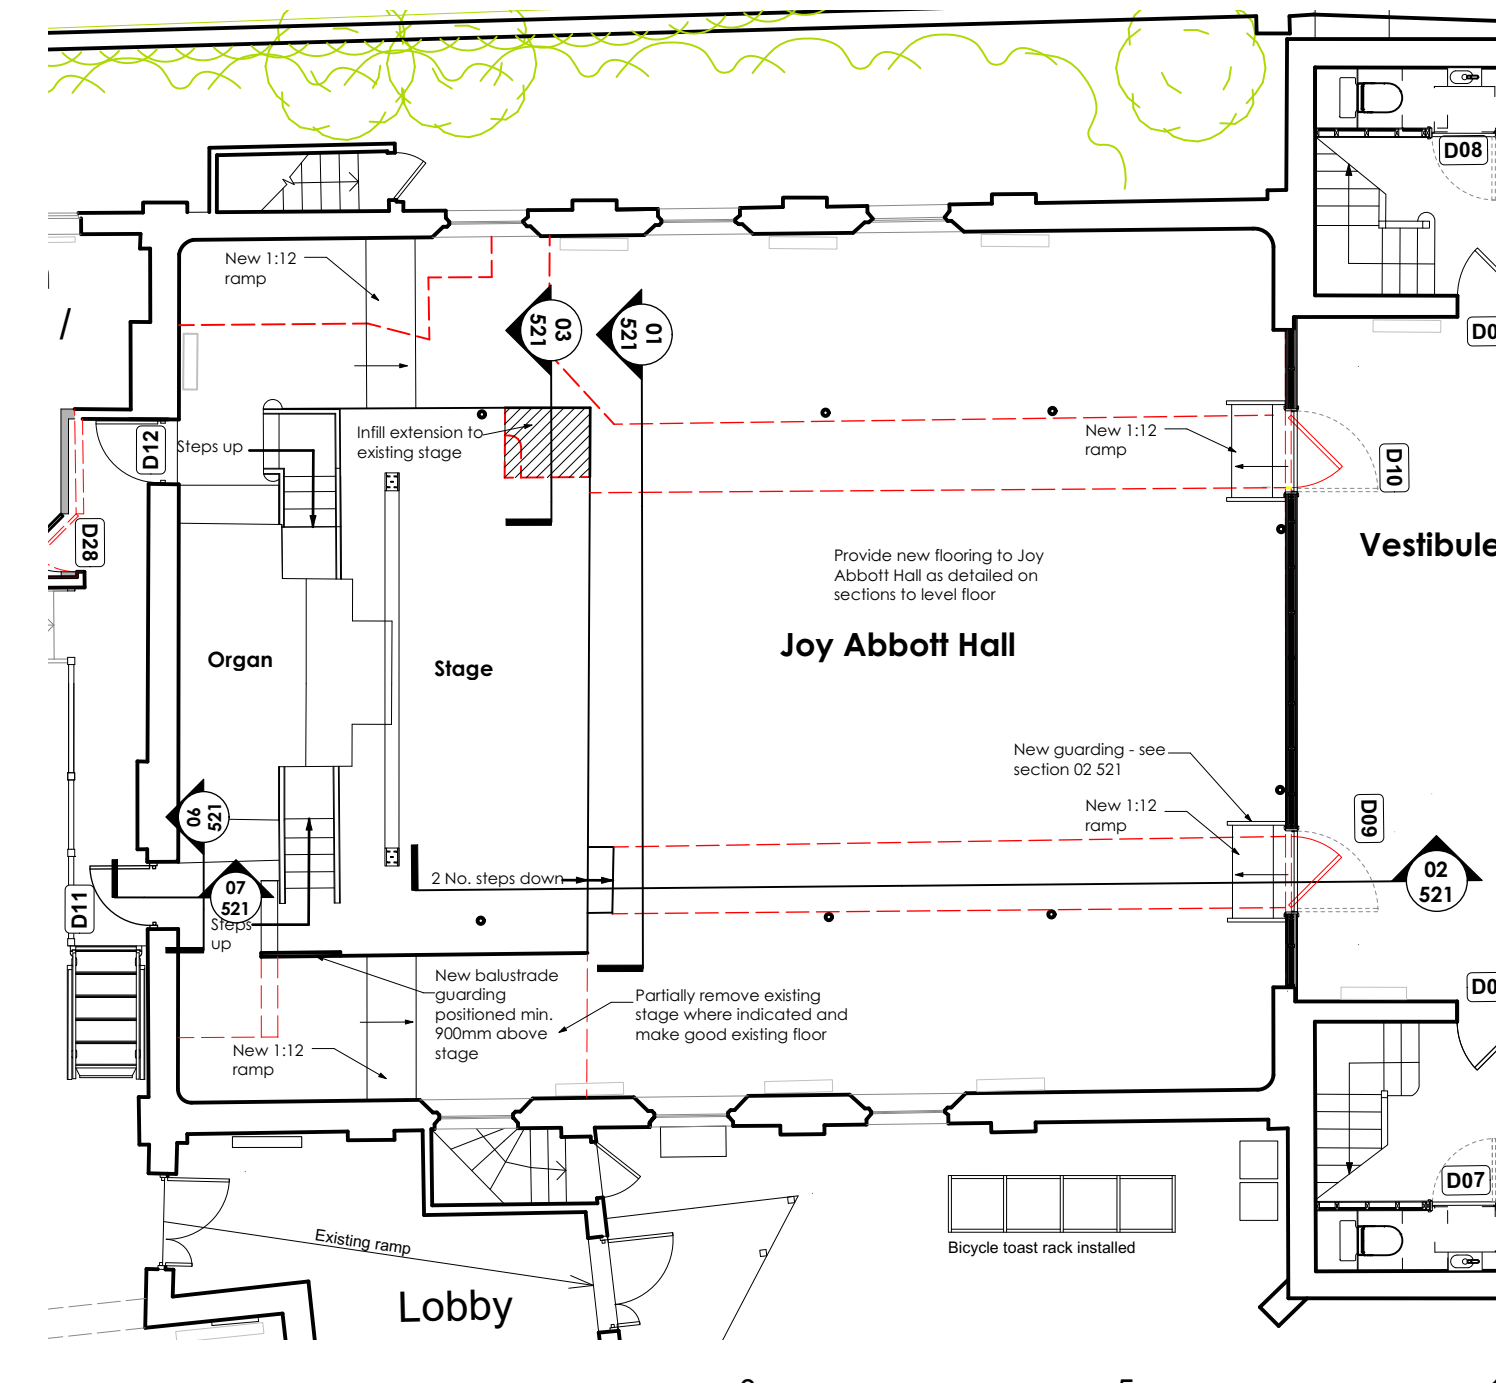 D08
New 1:12
ramp
D0
/
03
521
01
521
D12
Steps up
Infill extension to
existing stage
New 1:12
ramp
D10
D28
Vestibule
Provide new flooring to Joy
Abbott Hall as detailed on
sections to level floor
Joy Abbott Hall
Organ
Stage
New guarding - see
section 02 521
New 1:12
ramp
D09
06
521
2 No. steps down
02
521
07
521
D11
Steps
up
New balustrade
guarding
positioned min.
900mm above
stage
Partially remove existing
stage where indicated and
make good existing floor
D0
New 1:12
ramp
D07
Existing ramp
Bicycle toast rack installed
Lobby